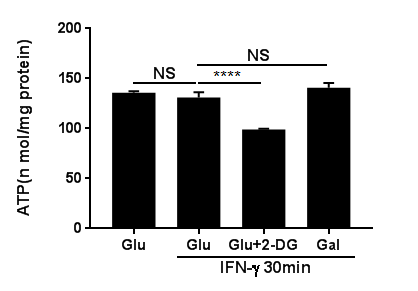 ATP(n mol/mg protein)
200
150
100
50
0
NS
NS
****
Glu
Glu
Glu+2-DG
Gal
IFN-γ 30min